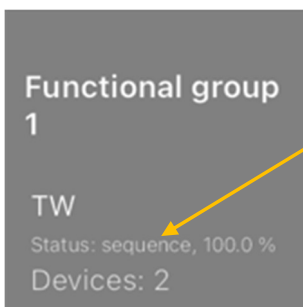 Functional group
1
TW
Status: sequence, 100.0 %
Devices: 2